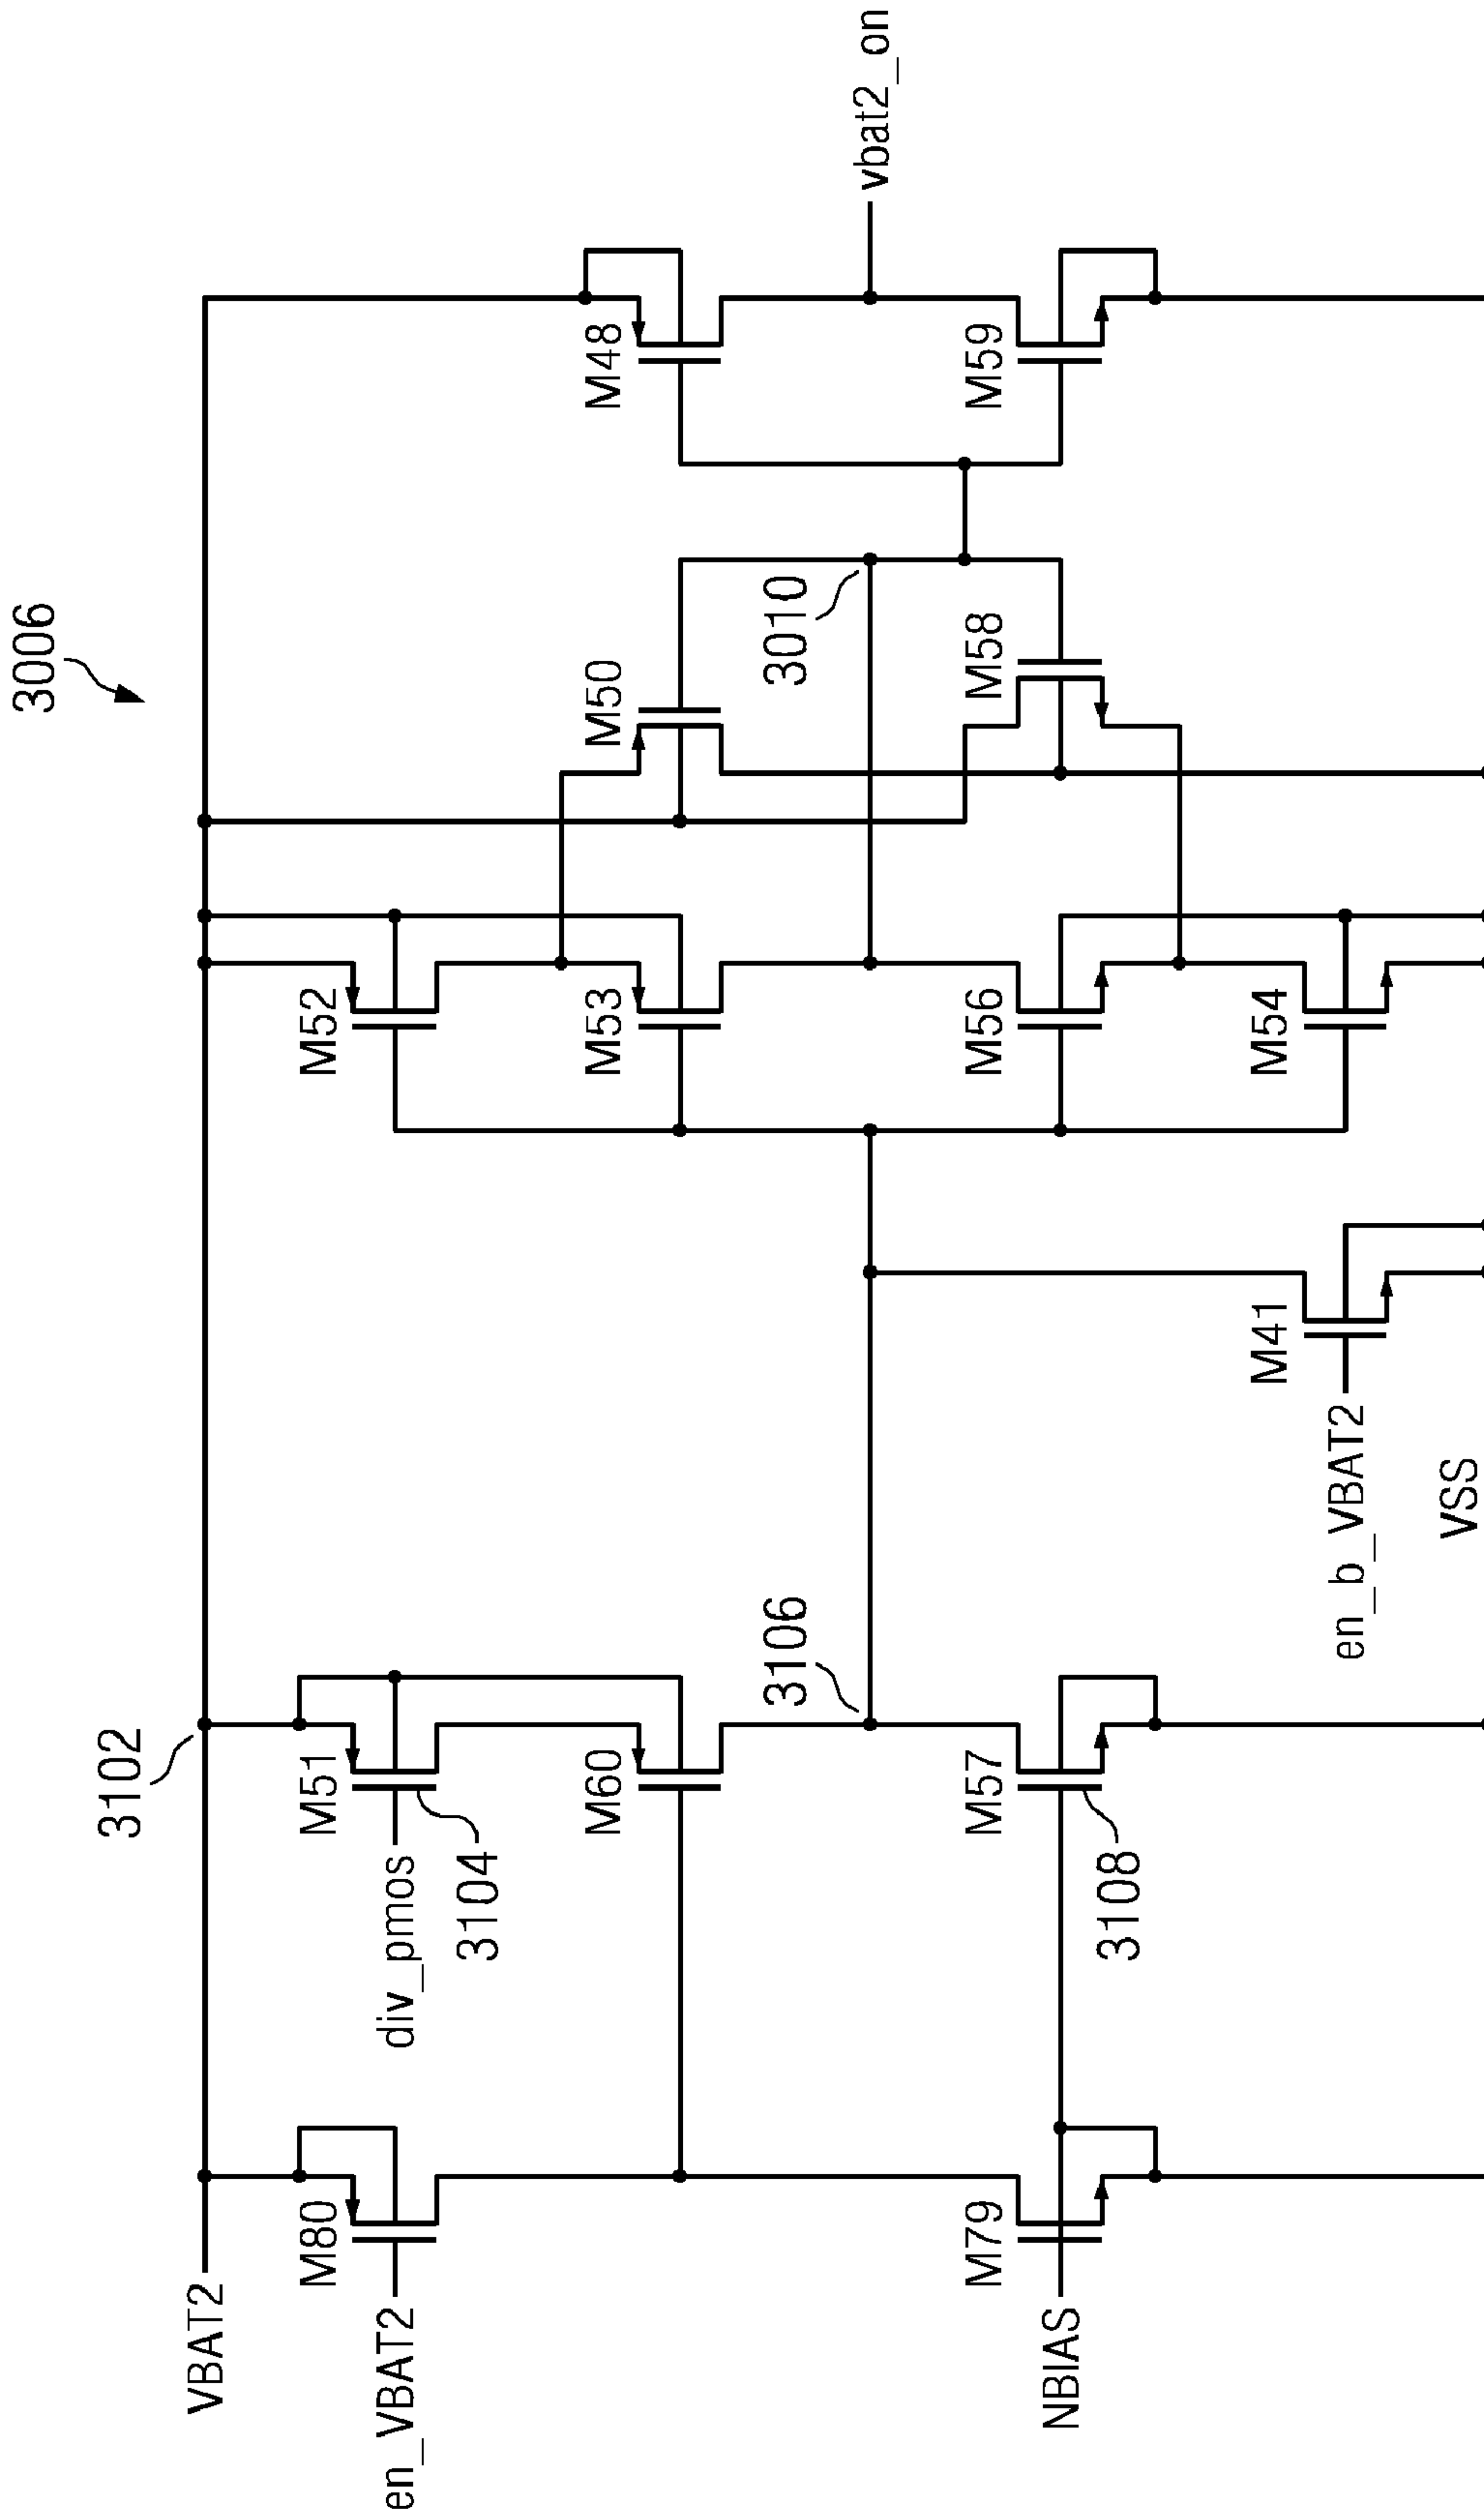 3006
vbat2_on
M48
M59
M50
3010
M58
M52
M53
M56
M54
M41
en_b_VBAT2
VSS
3102
M51
div_pmos
3104
M60
3106
M57
3108
VBAT2
M80
en_VBAT2
M79
NBIAS